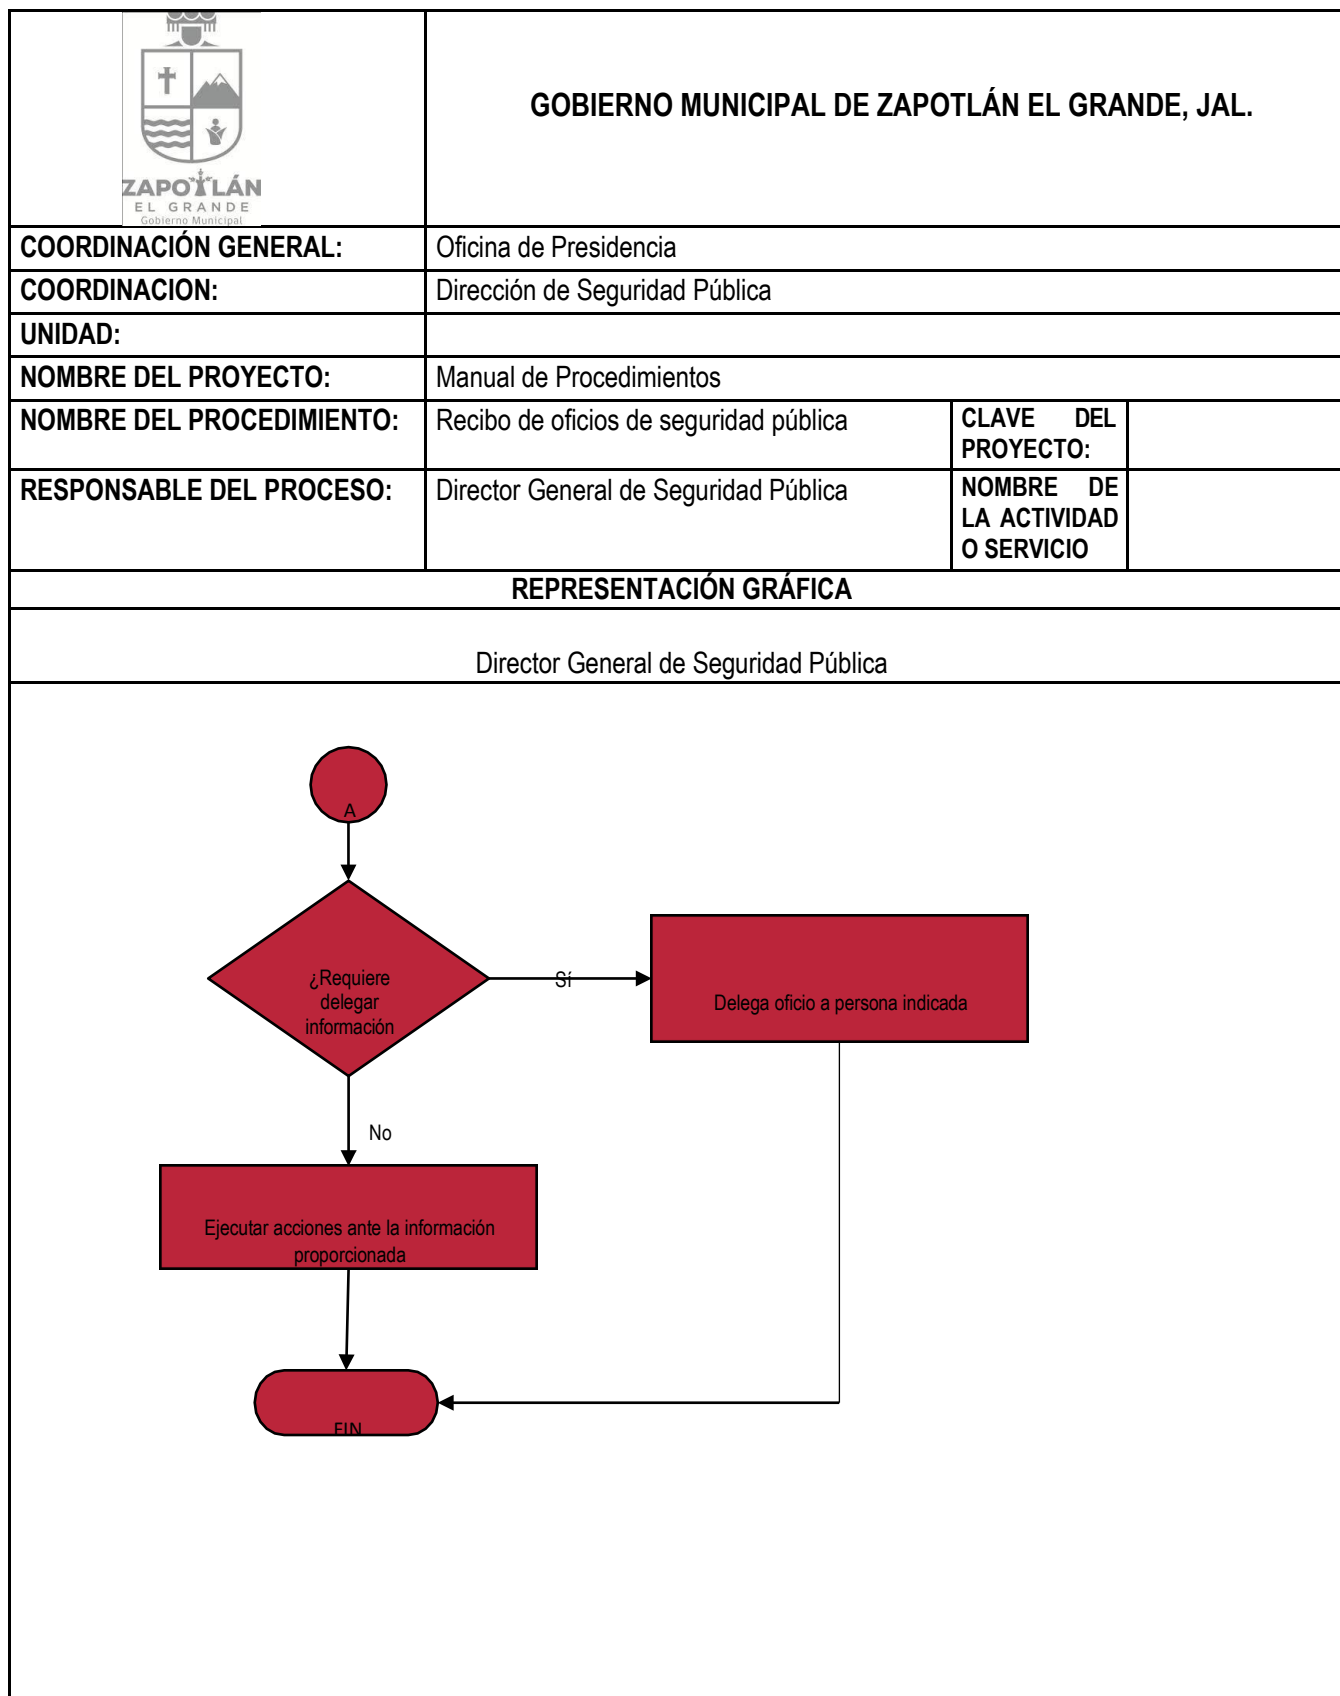 ZAPOTLÁN
EL GRANDE
Gobierno Municipal
GOBIERNO MUNICIPAL DE ZAPOTLÁN EL GRANDE, JAL.
COORDINACIÓN GENERAL:
Oficina de Presidencia
COORDINACION:
Dirección de Seguridad Pública
UNIDAD:
NOMBRE DEL PROYECTO:
Manual de Procedimientos
NOMBRE DEL PROCEDIMIENTO:
Recibo de oficios de seguridad pública
CLAVE DEL
PROYECTO:
RESPONSABLE DEL PROCESO:
Director General de Seguridad Pública
NOMBRE DE
LA ACTIVIDAD
O SERVICIO
REPRESENTACIÓN GRÁFICA
Director General de Seguridad Pública
A
¿Requiere
delegar
información
Sí
Delega oficio a persona indicada
No
Ejecutar acciones ante la información
proporcionada
FIN